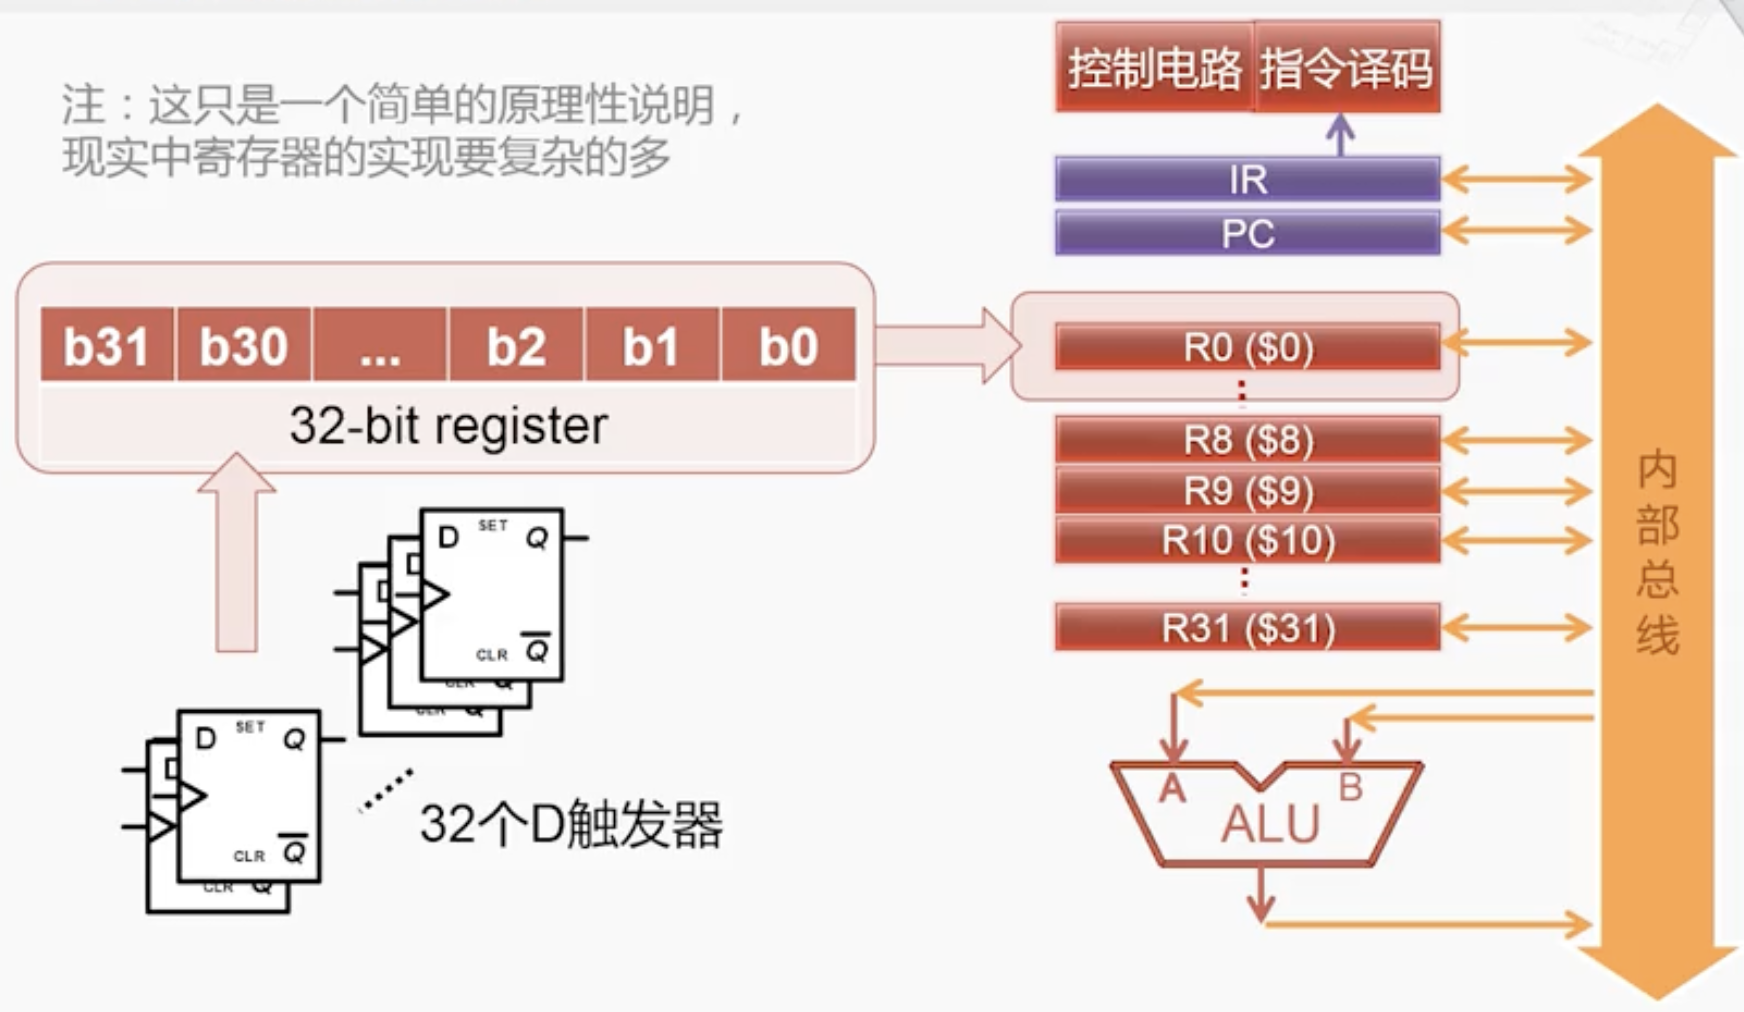 注：这只是一个简单的原理性说明，
现实中寄存器的实现要复杂的多
b31 b30 ... b2 b1 b0
32-bit register
D SET Q
CLR Q
CLR Q
CLR Q
D SET Q
CLR Q
CLR Q
32个D触发器
控制电路 指令译码
IR
PC
R0 ($0)
R8 ($8)
R9 ($9)
R10 ($10)
R31 ($31)
A B
ALU
内部总线